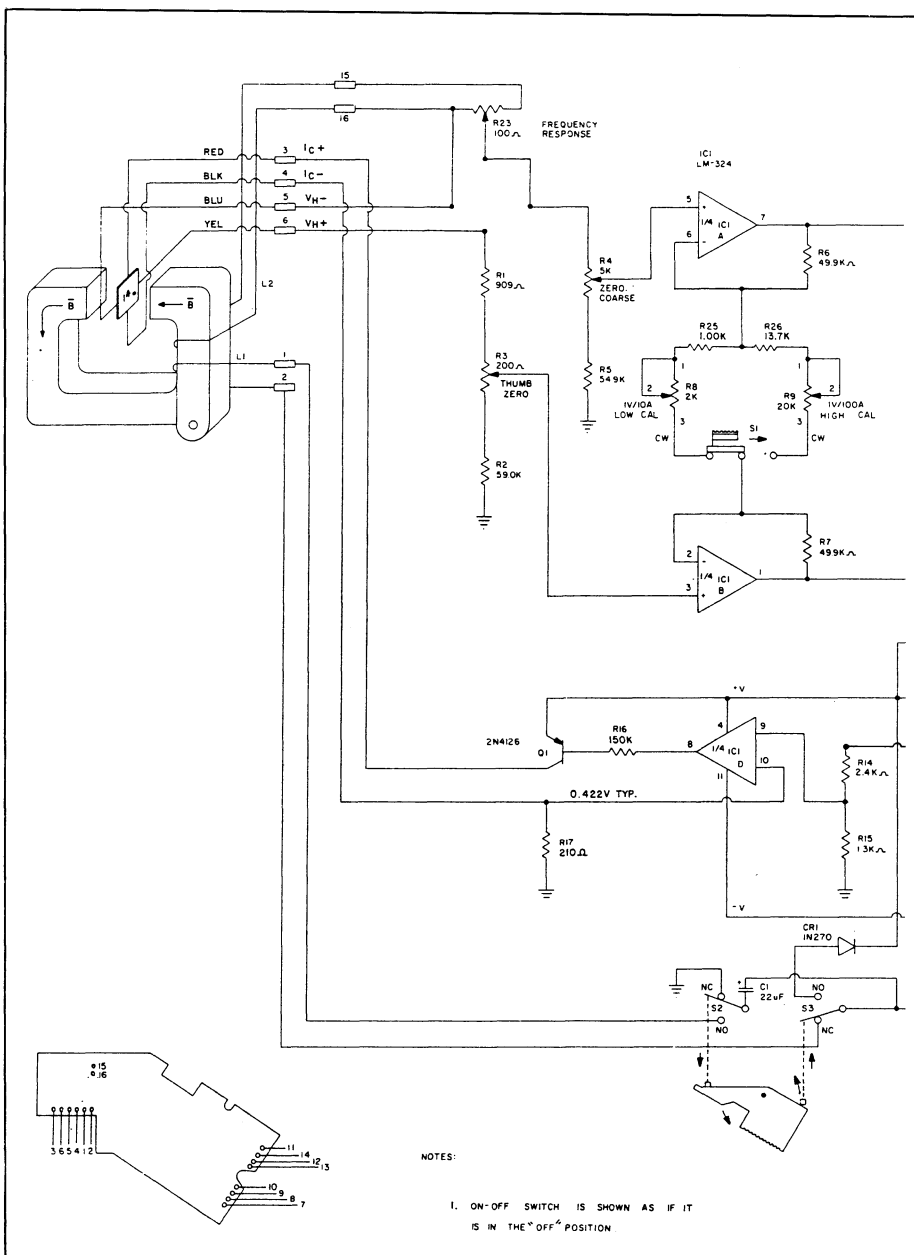 15
16
R23
100Ω
FREQUENCY
RESPONSE
RED 3 IC+
BLK 4 IC-
BLU 5 VH-
YEL 6 VH+
IC1
LM-324
5 +
6 -
1/4 IC1
A
7
R6
49.9KΩ
L2
B
B
R1
909Ω
R4
5K
ZERO.
COARSE
R25
1.00K
R26
13.7K
L1
1
2
R3
200Ω
THUMB
ZERO
R5
54.9K
1
2
R8
2K
3
1V/10A
LOW CAL
CW
S1
1
2
R9
20K
3
1V/100A
HIGH CAL
CW
R2
59.0K
2 -
3 +
1/4 IC1
B
1
R7
49.9KΩ
+V
2N4126
Q1
R16
150K
8
4
1/4 IC1
D
11
9
10
0.422V TYP.
R14
2.4KΩ
R17
210Ω
R15
1.3KΩ
-V
CR1
1N270
NC
S2
NO
+
C1
22uF
NO
S3
NC
15
16
3 6 5 4 1 2
11
14
12
13
10
9
8
7
NOTES:
1. ON-OFF SWITCH IS SHOWN AS IF IT
IS IN THE "OFF" POSITION